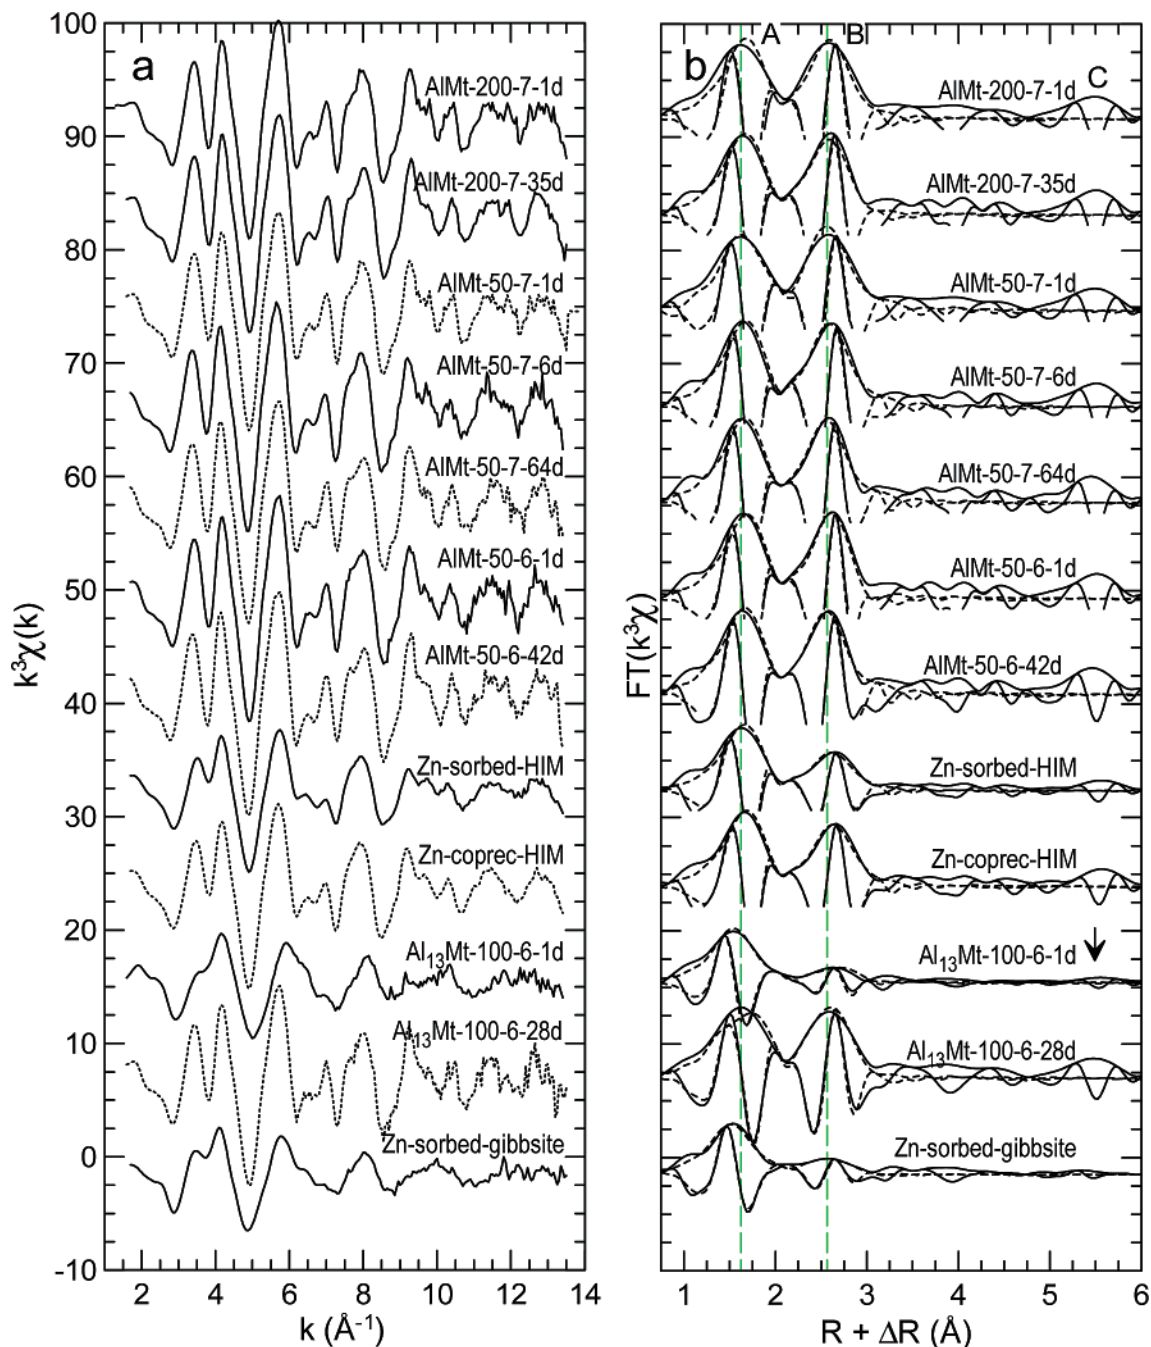 a
100
90
80
70
60
50
40
30
20
10
0
-10
k³χ(k)
AlMt-200-7-1d
AlMt-200-7-35d
AlMt-50-7-1d
AlMt-50-7-6d
AlMt-50-7-64d
AlMt-50-6-1d
AlMt-50-6-42d
Zn-sorbed-HIM
Zn-coprec-HIM
Al₁₃Mt-100-6-1d
Al₁₃Mt-100-6-28d
Zn-sorbed-gibbsite
2 4 6 8 10 12 14
k (Å⁻¹)
b
A
B
C
FT(k³χ)
AlMt-200-7-1d
AlMt-200-7-35d
AlMt-50-7-1d
AlMt-50-7-6d
AlMt-50-7-64d
AlMt-50-6-1d
AlMt-50-6-42d
Zn-sorbed-HIM
Zn-coprec-HIM
Al₁₃Mt-100-6-1d
Al₁₃Mt-100-6-28d
Zn-sorbed-gibbsite
1 2 3 4 5 6
R + ΔR (Å)